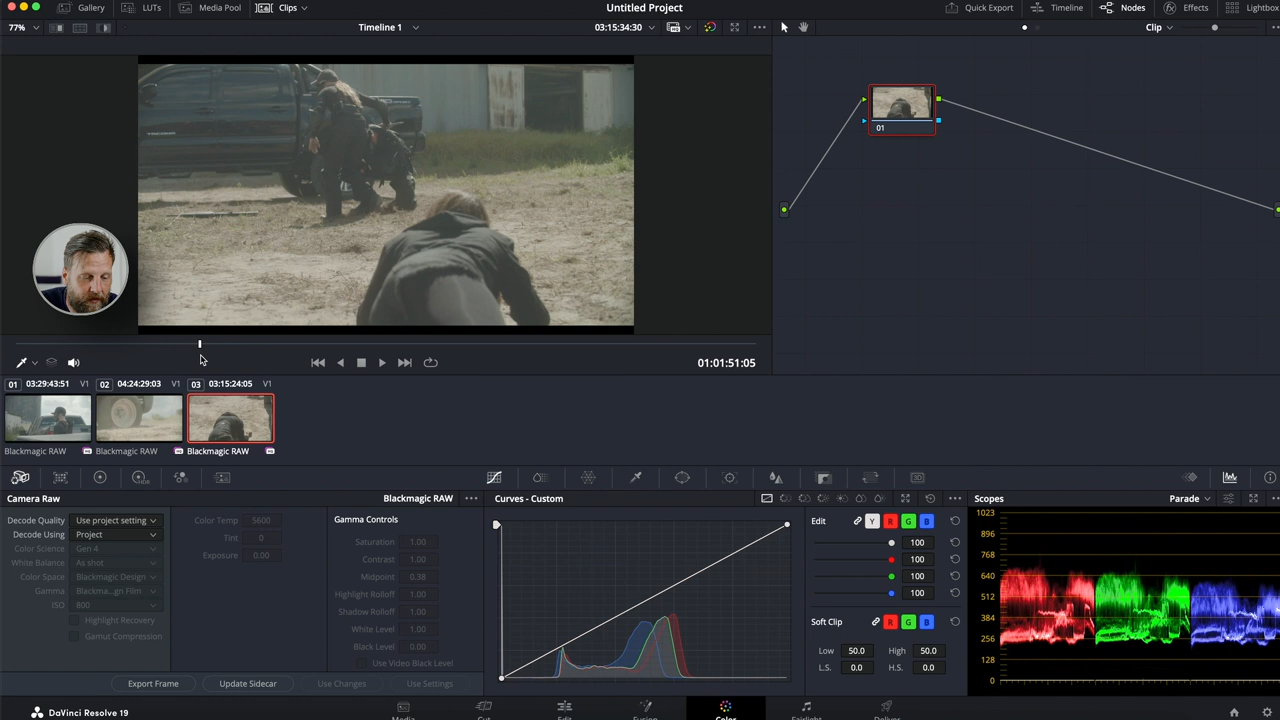 Gallery LUTs Media Pool Clips Untitled Project Quick Export Timeline Nodes Effects Lightbox
77% Timeline 1 03:15:34:30 Clip
01
01:01:51:05
01 03:29:43:51 V1 02 04:24:29:03 V1 03 03:15:24:05 V1
Blackmagic RAW Blackmagic RAW Blackmagic RAW
Camera Raw Blackmagic RAW Curves - Custom Scopes Parade
Decode Quality Use project setting Color Temp 5600 Gamma Controls Edit Y R G B 1023
Decode Using Project Tint 0 Saturation 1.00 100 896
Color Science Gen 4 Exposure 0.00 Contrast 1.00 100 768
White Balance As shot Midpoint 0.38 100 640
Color Space Blackmagic Design Highlight Rolloff 1.00 100 512
Gamma Blackma...gn Film Shadow Rolloff 1.00 Soft Clip R G B 384
ISO 800 White Level 1.00 Low 50.0 High 50.0 256
Highlight Recovery Black Level 0.00 L.S. 0.0 H.S. 0.0 128
Gamut Compression Use Video Black Level 0
Export Frame Update Sidecar Use Changes Use Settings
DaVinci Resolve 19 Media Cut Edit Fusion Color Fairlight Deliver